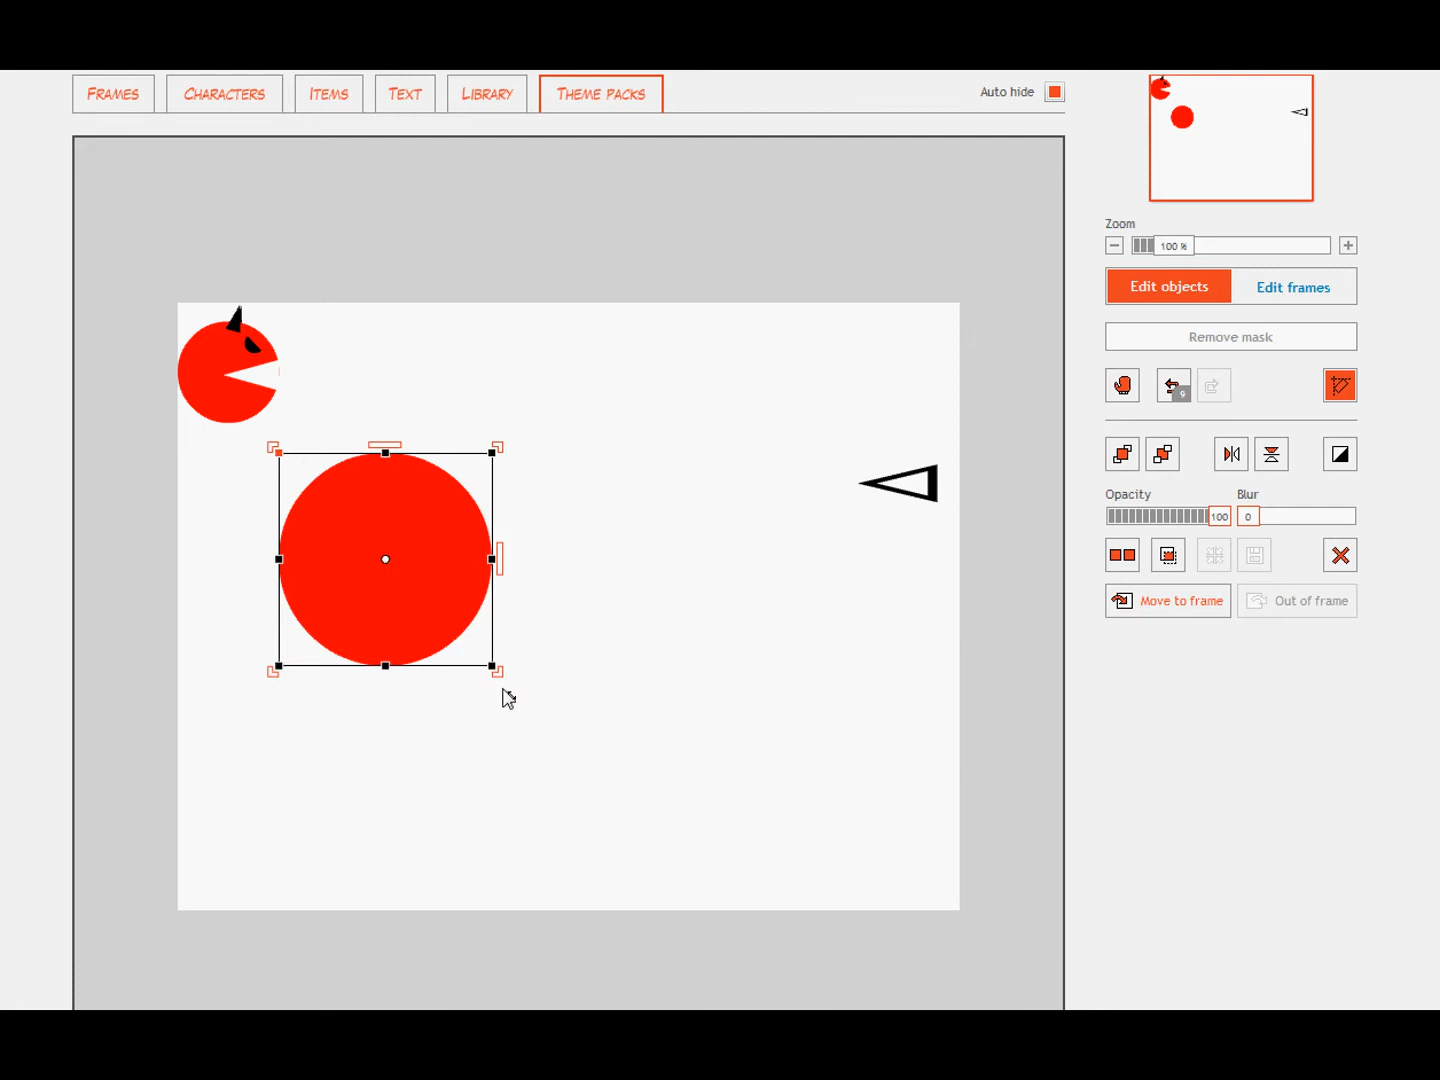 FRAMES
CHARACTERS
ITEMS
TEXT
LIBRARY
THEME PACKS
Auto hide
Zoom
100 %
Edit objects
Edit frames
Remove mask
9
Opacity
Blur
100
0
Move to frame
Out of frame